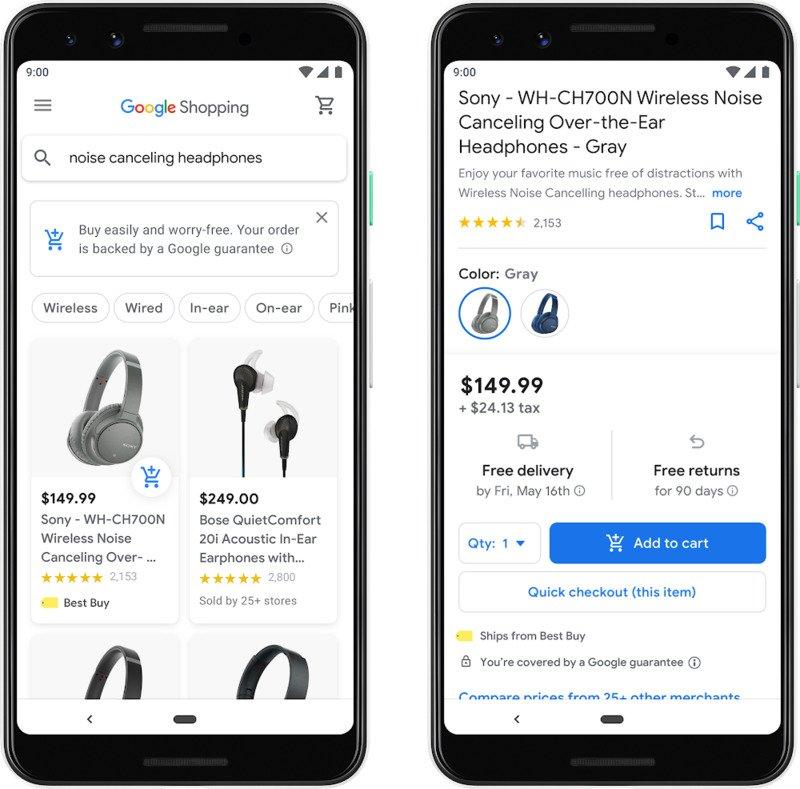 9:00
Google Shopping
noise canceling headphones
Buy easily and worry-free. Your order
is backed by a Google guarantee
Wireless
Wired
In-ear
On-ear
Pink
SONY
$149.99
Sony - WH-CH700N
Wireless Noise
Canceling Over- ...
2,153
Best Buy
$249.00
Bose QuietComfort
20i Acoustic In-Ear
Earphones with...
2,800
Sold by 25+ stores
9:00
Sony - WH-CH700N Wireless Noise
Canceling Over-the-Ear
Headphones - Gray
Enjoy your favorite music free of distractions with
Wireless Noise Cancelling headphones. St... more
2,153
Color: Gray
$149.99
+ $24.13 tax
Free delivery
by Fri, May 16th
Free returns
for 90 days
Qty: 1
Add to cart
Quick checkout (this item)
Ships from Best Buy
You're covered by a Google guarantee
Compare prices from 25+ other merchants